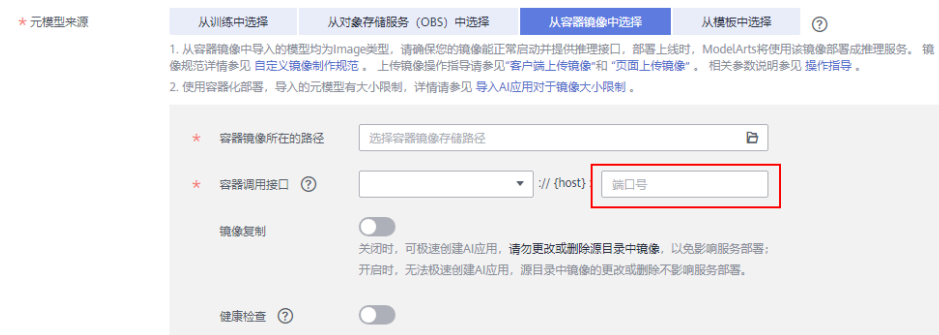 * 元模型来源 从训练中选择 从对象存储服务（OBS）中选择 从容器镜像中选择 从模板中选择 ?
1. 从容器镜像中导入的模型均为Image类型，请确保您的镜像能正常启动并提供推理接口，部署上线时，ModelArts将使用该镜像部署成推理服务。 镜
像规范详情参见 自定义镜像制作规范 。 上传镜像操作指导请参见“客户端上传镜像”和 “页面上传镜像” 。 相关参数说明参见 操作指导 。
2. 使用容器化部署，导入的元模型有大小限制，详情请参见 导入AI应用对于镜像大小限制 。
* 容器镜像所在的路径 选择容器镜像存储路径
* 容器调用接口 ? :// {host} : 端口号
镜像复制
关闭时，可极速创建AI应用，请勿更改或删除源目录中镜像，以免影响服务部署；
开启时，无法极速创建AI应用，源目录中镜像的更改或删除不影响服务部署。
健康检查 ?